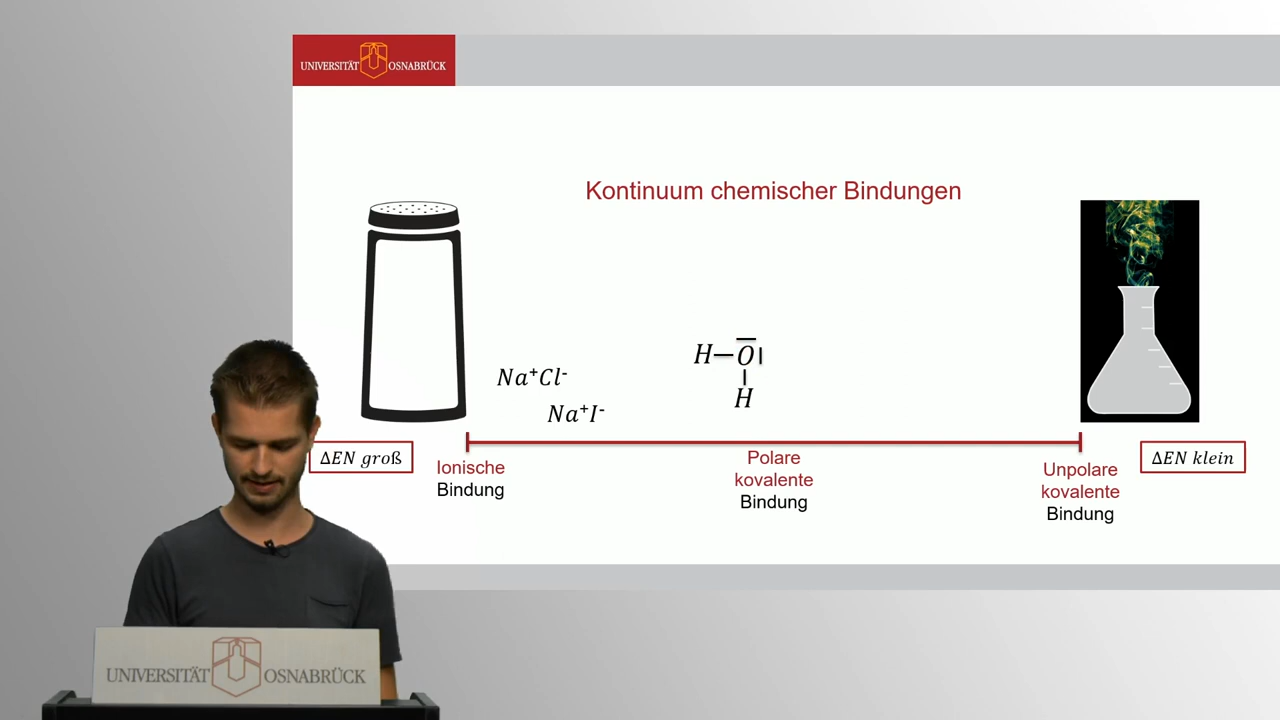 UNIVERSITÄT OSNABRÜCK
Kontinuum chemischer Bindungen
H–O̅|
|
H
Na⁺Cl⁻
Na⁺I⁻
ΔEN groß
Ionische
Bindung
Polare
kovalente
Bindung
Unpolare
kovalente
Bindung
ΔEN klein
UNIVERSITÄT OSNABRÜCK